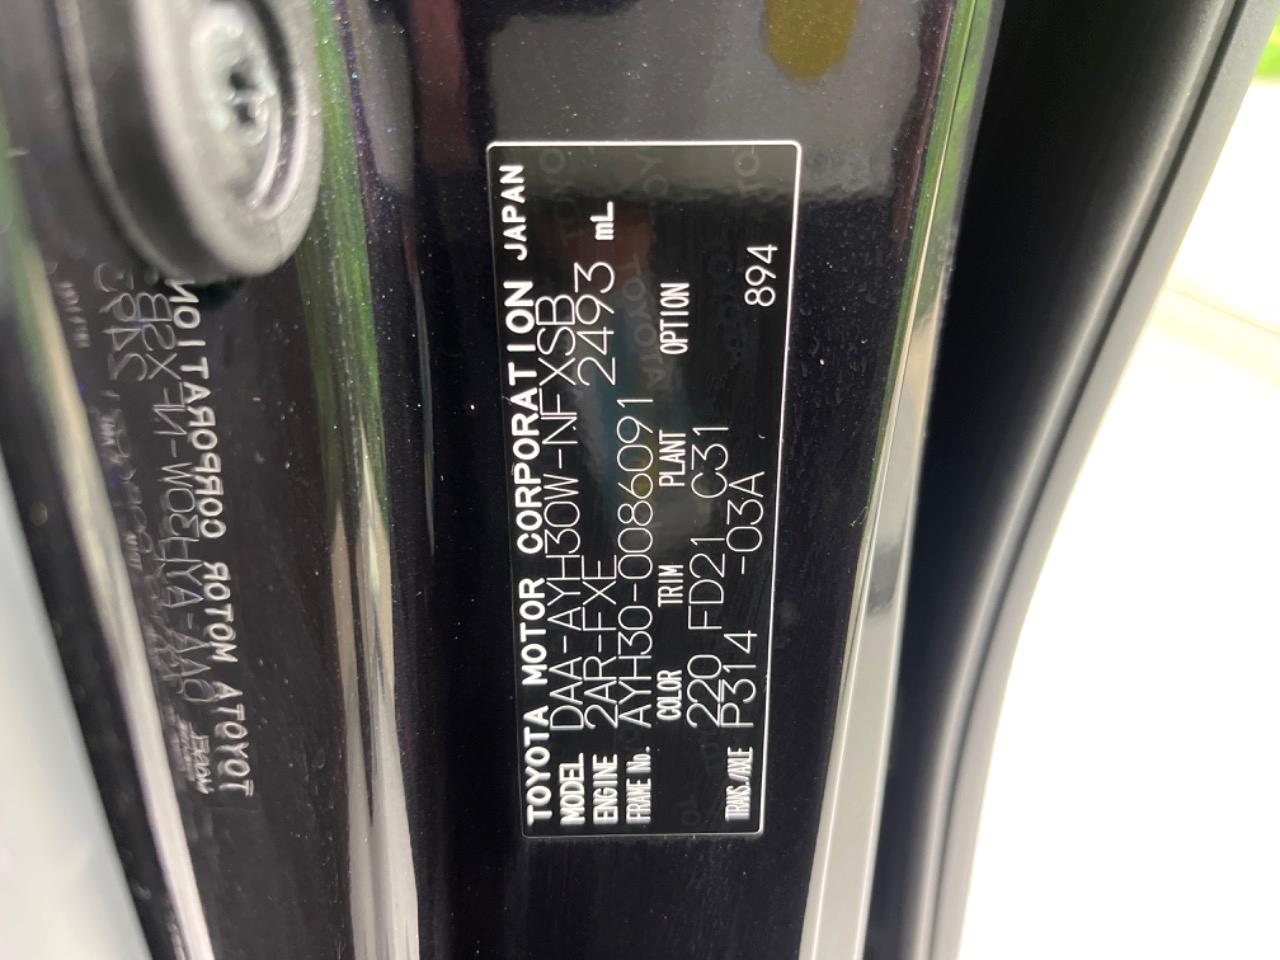 TOYOTA MOTOR CORPORATION JAPAN
MODEL DAA-AYH30W-NFXSB
ENGINE 2AR-FXE 2493 mL
FRAME No. AYH30-0086091
COLOR TRIM PLANT OPTION
220 FD21 C31
TRANS./AXLE P314 -03A 894